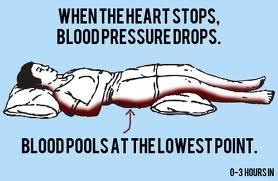 WHEN THE HEART STOPS,
BLOOD PRESSURE DROPS.
BLOOD POOLS AT THE LOWEST POINT.
0-3 HOURS IN